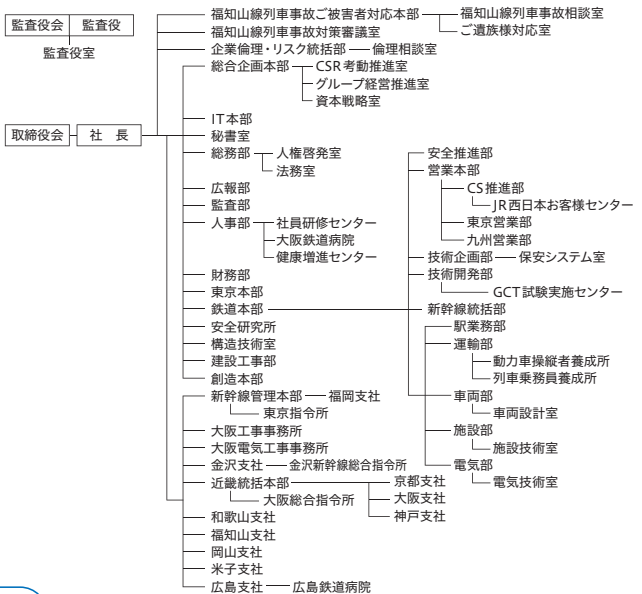 監査役会 監査役
監査役室
取締役会 社 長
福知山線列車事故ご被害者対応本部 福知山線列車事故相談室
ご遺族様対応室
福知山線列車事故対策審議室
企業倫理・リスク統括部 倫理相談室
総合企画本部 CSR考動推進室
グループ経営推進室
資本戦略室
IT本部
秘書室
総務部 人権啓発室
法務室
広報部
監査部
人事部 社員研修センター
大阪鉄道病院
健康増進センター
財務部
東京本部
鉄道本部
安全推進部
営業本部
CS推進部
JR西日本お客様センター
東京営業部
九州営業部
技術企画部 保安システム室
技術開発部
GCT試験実施センター
新幹線統括部
駅業務部
運輸部
動力車操縦者養成所
列車乗務員養成所
車両部
車両設計室
施設部
施設技術室
電気部
電気技術室
安全研究所
構造技術室
建設工事部
創造本部
新幹線管理本部 福岡支社
東京指令所
大阪工事事務所
大阪電気工事事務所
金沢支社 金沢新幹線総合指令所
近畿統括本部 京都支社
大阪総合指令所 大阪支社
神戸支社
和歌山支社
福知山支社
岡山支社
米子支社
広島支社 広島鉄道病院